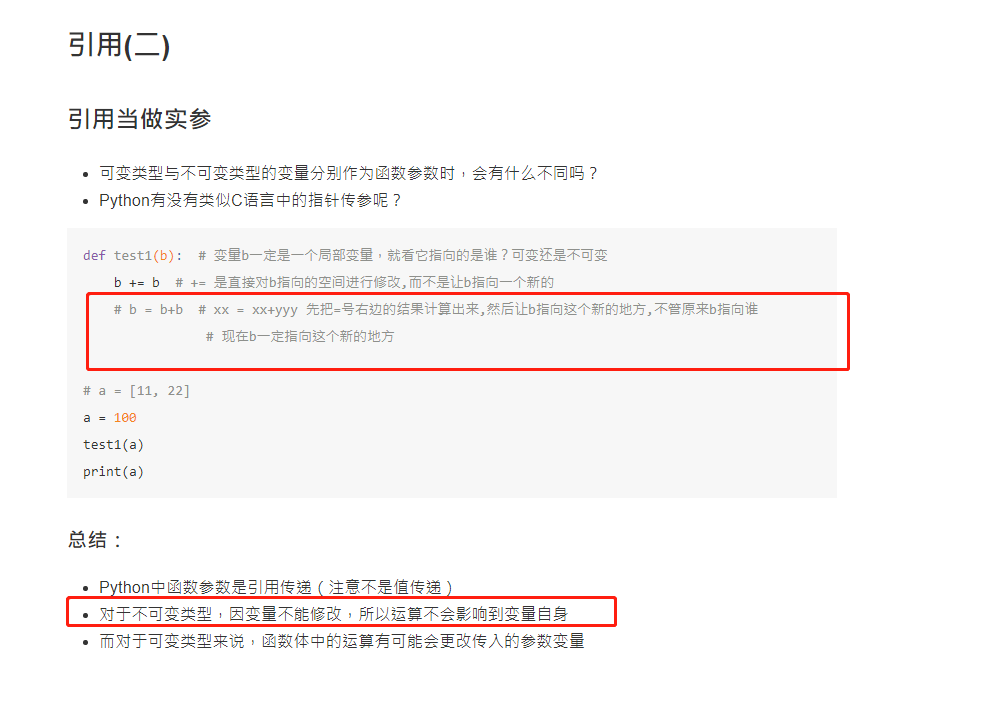 引用(二)
引用当做实参
可变类型与不可变类型的变量分别作为函数参数时，会有什么不同吗？
Python有没有类似C语言中的指针传参呢？
def test1(b):  # 变量b一定是一个局部变量，就看它指向的是谁？可变还是不可变
    b += b  # += 是直接对b指向的空间进行修改,而不是让b指向一个新的
    # b = b+b  # xx = xx+yyy 先把=号右边的结果计算出来,然后让b指向这个新的地方,不管原来b指向谁
                # 现在b一定指向这个新的地方
# a = [11, 22]
a = 100
test1(a)
print(a)
总结：
Python中函数参数是引用传递（注意不是值传递）
对于不可变类型，因变量不能修改，所以运算不会影响到变量自身
而对于可变类型来说，函数体中的运算有可能会更改传入的参数变量